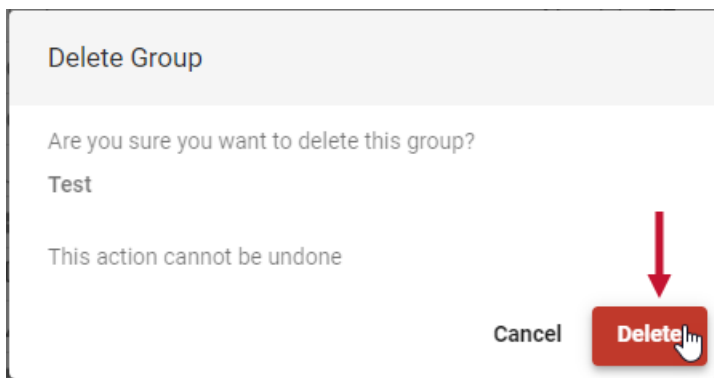 Delete Group
Are you sure you want to delete this group?
Test
This action cannot be undone
Cancel
Delete